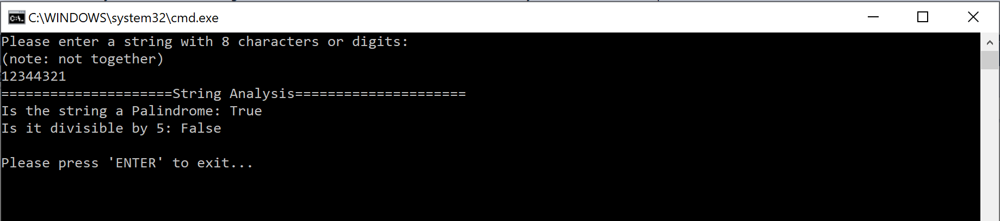 C:\WINDOWS\system32\cmd.exe
Please enter a string with 8 characters or digits:
(note: not together)
12344321
=====================String Analysis=====================
Is the string a Palindrome: True
Is it divisible by 5: False
Please press 'ENTER' to exit...